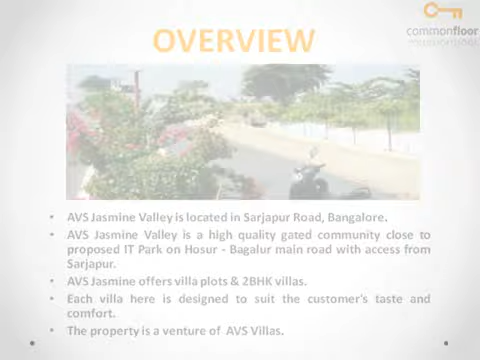 OVERVIEW
commonfloor
• AVS Jasmine Valley is located in Sarjapur Road, Bangalore.
• AVS Jasmine Valley is a high quality gated community close to
proposed IT Park on Hosur - Bagalur main road with access from
Sarjapur.
• AVS Jasmine offers villa plots & 2BHK villas.
• Each villa here is designed to suit the customer's taste and
comfort.
• The property is a venture of AVS Villas.